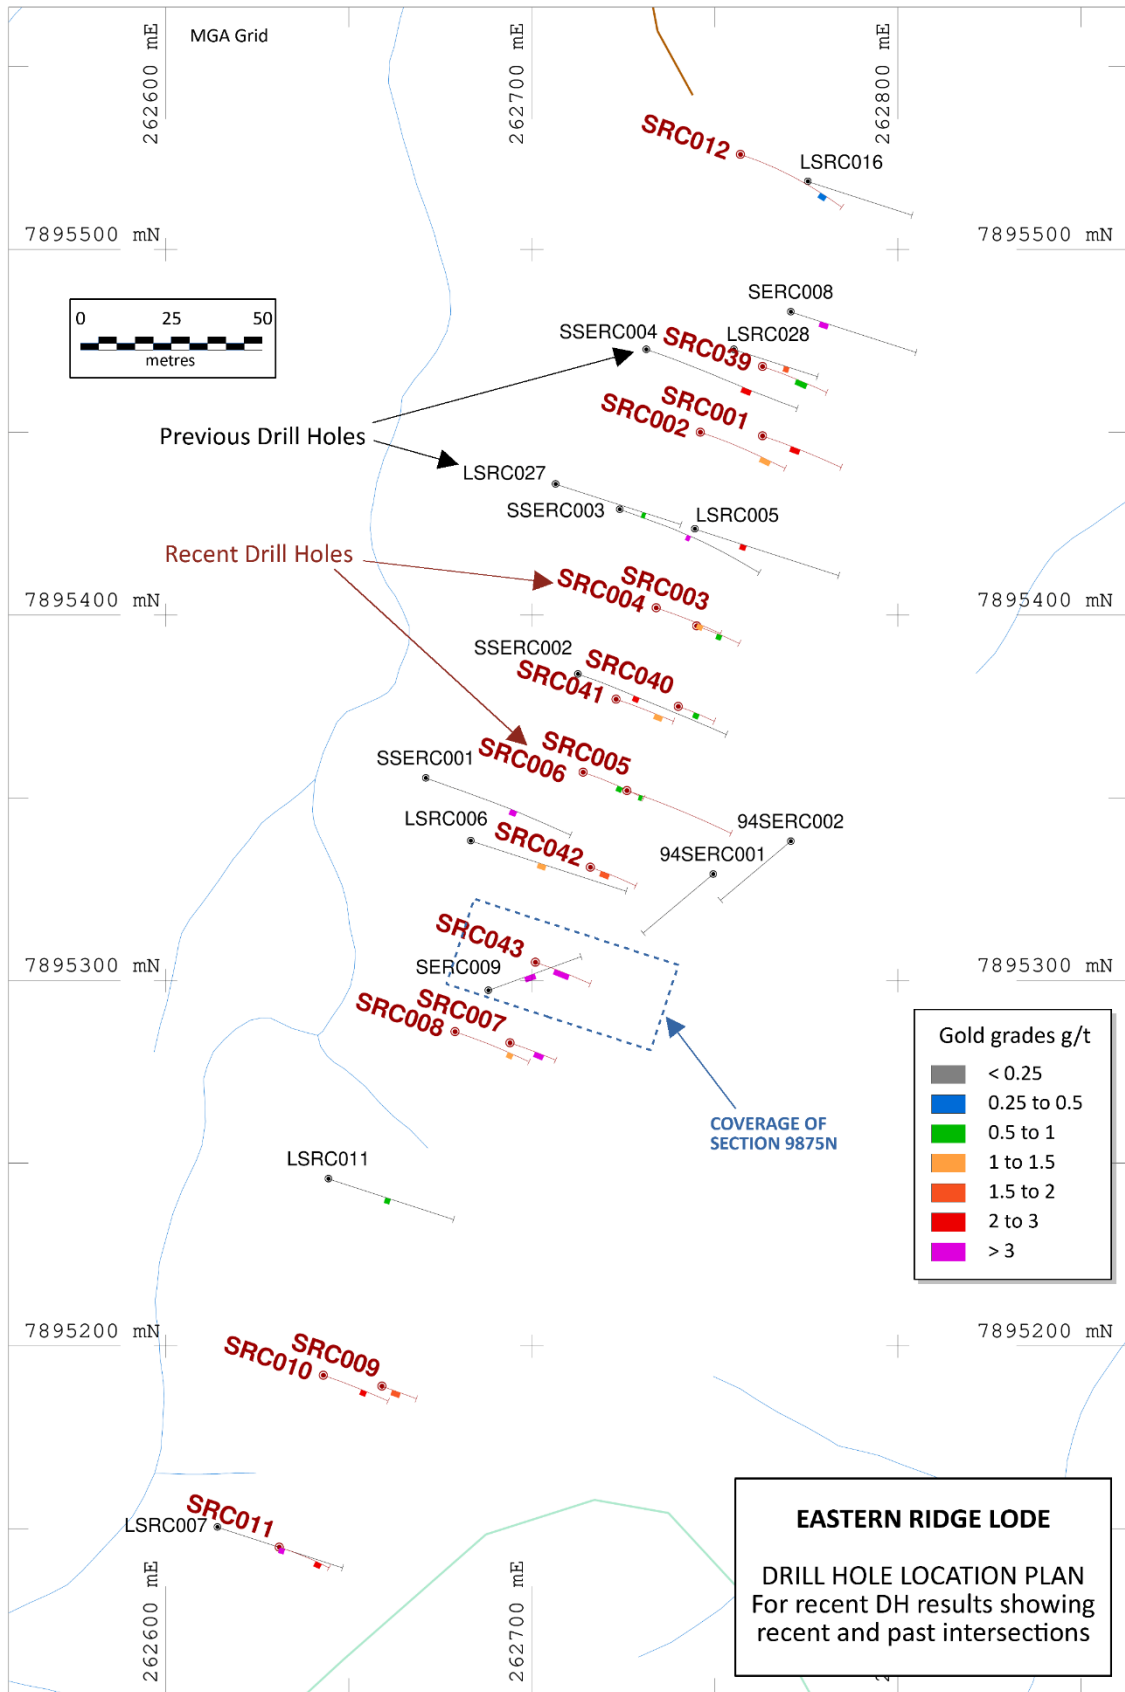 MGA Grid
262600 mE
262700 mE
262800 mE
SRC012
LSRC016
7895500 mN
7895500 mN
0 25 50
metres
SERC008
SSERC004
LSRC028
SRC039
SRC001
SRC002
Previous Drill Holes
LSRC027
SSERC003
LSRC005
Recent Drill Holes
SRC003
SRC004
7895400 mN
7895400 mN
SSERC002
SRC040
SRC041
SRC005
SRC006
SSERC001
LSRC006
94SERC002
SRC042
94SERC001
SRC043
SERC009
7895300 mN
7895300 mN
SRC007
SRC008
Gold grades g/t
< 0.25
0.25 to 0.5
0.5 to 1
1 to 1.5
1.5 to 2
2 to 3
> 3
COVERAGE OF
SECTION 9875N
LSRC011
7895200 mN
7895200 mN
SRC009
SRC010
SRC011
LSRC007
262600 mE
262700 mE
EASTERN RIDGE LODE
DRILL HOLE LOCATION PLAN
For recent DH results showing
recent and past intersections